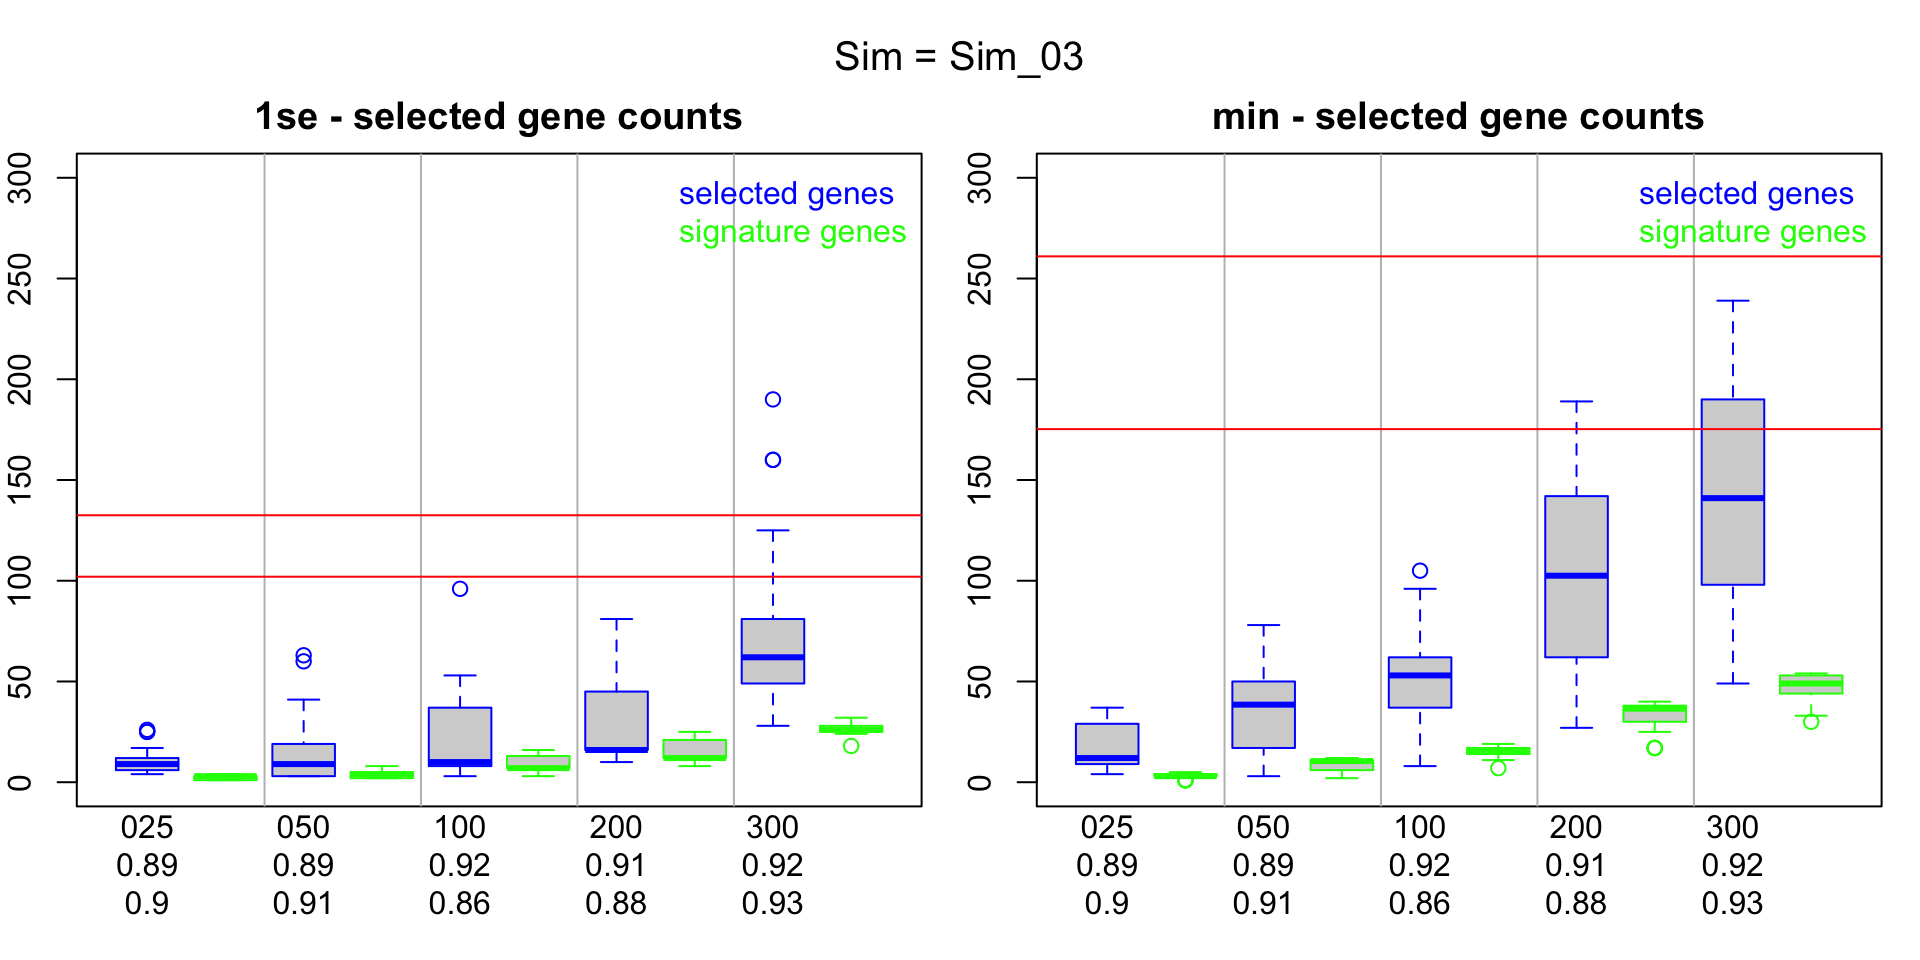 Sim = Sim_03
1se - selected gene counts
300
250
200
150
100
50
0
selected genes
signature genes
025 050 100 200 300
0.89 0.89 0.92 0.91 0.92
0.9 0.91 0.86 0.88 0.93
min - selected gene counts
300
250
200
150
100
50
0
selected genes
signature genes
025 050 100 200 300
0.89 0.89 0.92 0.91 0.92
0.9 0.91 0.86 0.88 0.93